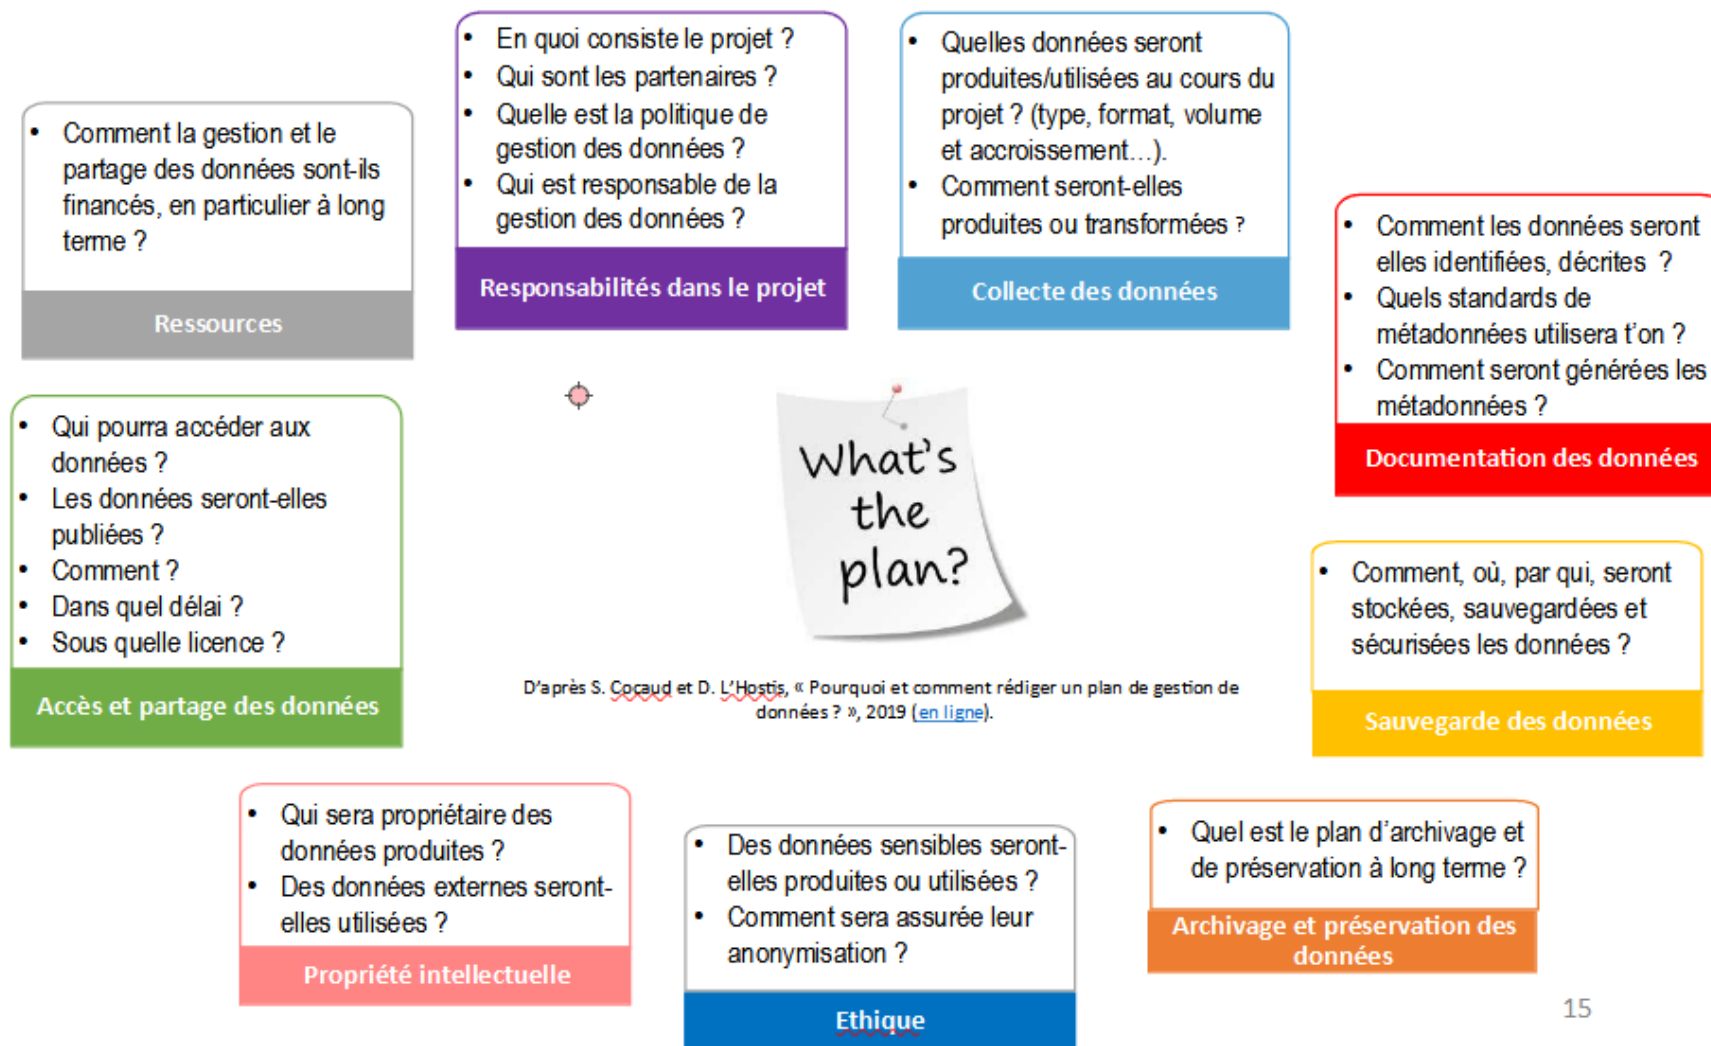 • En quoi consiste le projet ?
• Qui sont les partenaires ?
• Quelle est la politique de
gestion des données ?
• Qui est responsable de la
gestion des données ?
Responsabilités dans le projet
• Quelles données seront
produites/utilisées au cours du
projet ? (type, format, volume
et accroissement…).
• Comment seront-elles
produites ou transformées ?
Collecte des données
• Comment la gestion et le
partage des données sont-ils
financés, en particulier à long
terme ?
Ressources
• Comment les données seront
elles identifiées, décrites ?
• Quels standards de
métadonnées utilisera t’on ?
• Comment seront générées les
métadonnées ?
Documentation des données
• Qui pourra accéder aux
données ?
• Les données seront-elles
publiées ?
• Comment ?
• Dans quel délai ?
• Sous quelle licence ?
Accès et partage des données
What's
the
plan?
D’après S. Cocaud et D. L’Hostis, « Pourquoi et comment rédiger un plan de gestion de
données ? », 2019 (en ligne).
• Comment, où, par qui, seront
stockées, sauvegardées et
sécurisées les données ?
Sauvegarde des données
• Qui sera propriétaire des
données produites ?
• Des données externes seront-
elles utilisées ?
Propriété intellectuelle
• Des données sensibles seront-
elles produites ou utilisées ?
• Comment sera assurée leur
anonymisation ?
Ethique
• Quel est le plan d’archivage et
de préservation à long terme ?
Archivage et préservation des
données
15